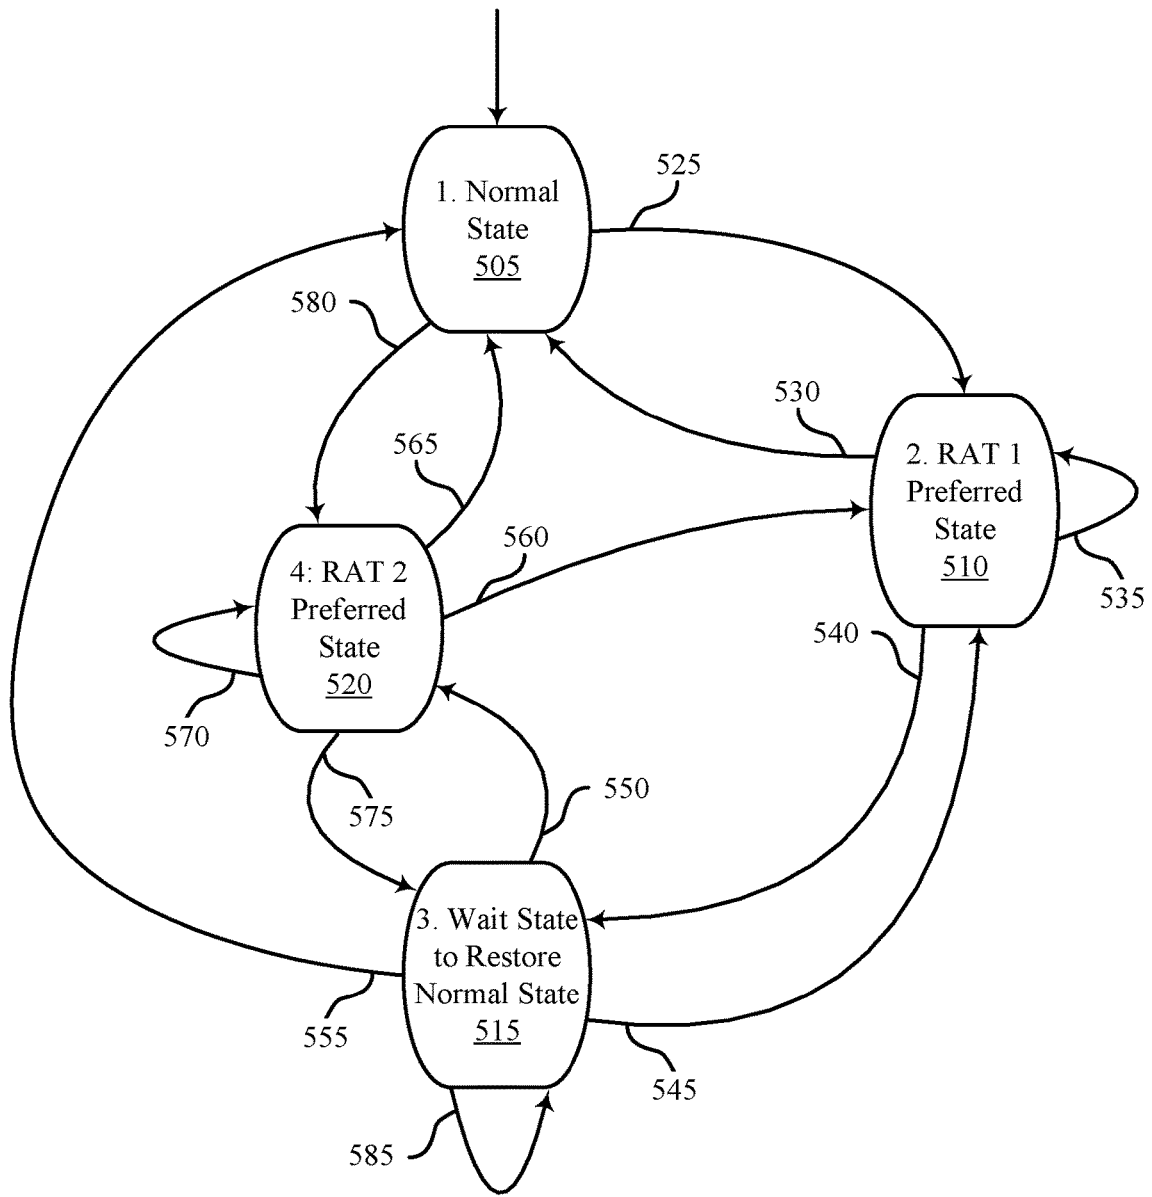 525
1. Normal
State
505
580
530
565
2. RAT 1
Preferred
State
510
560
4: RAT 2
Preferred
State
520
535
540
570
550
575
3. Wait State
to Restore
Normal State
515
555
545
585